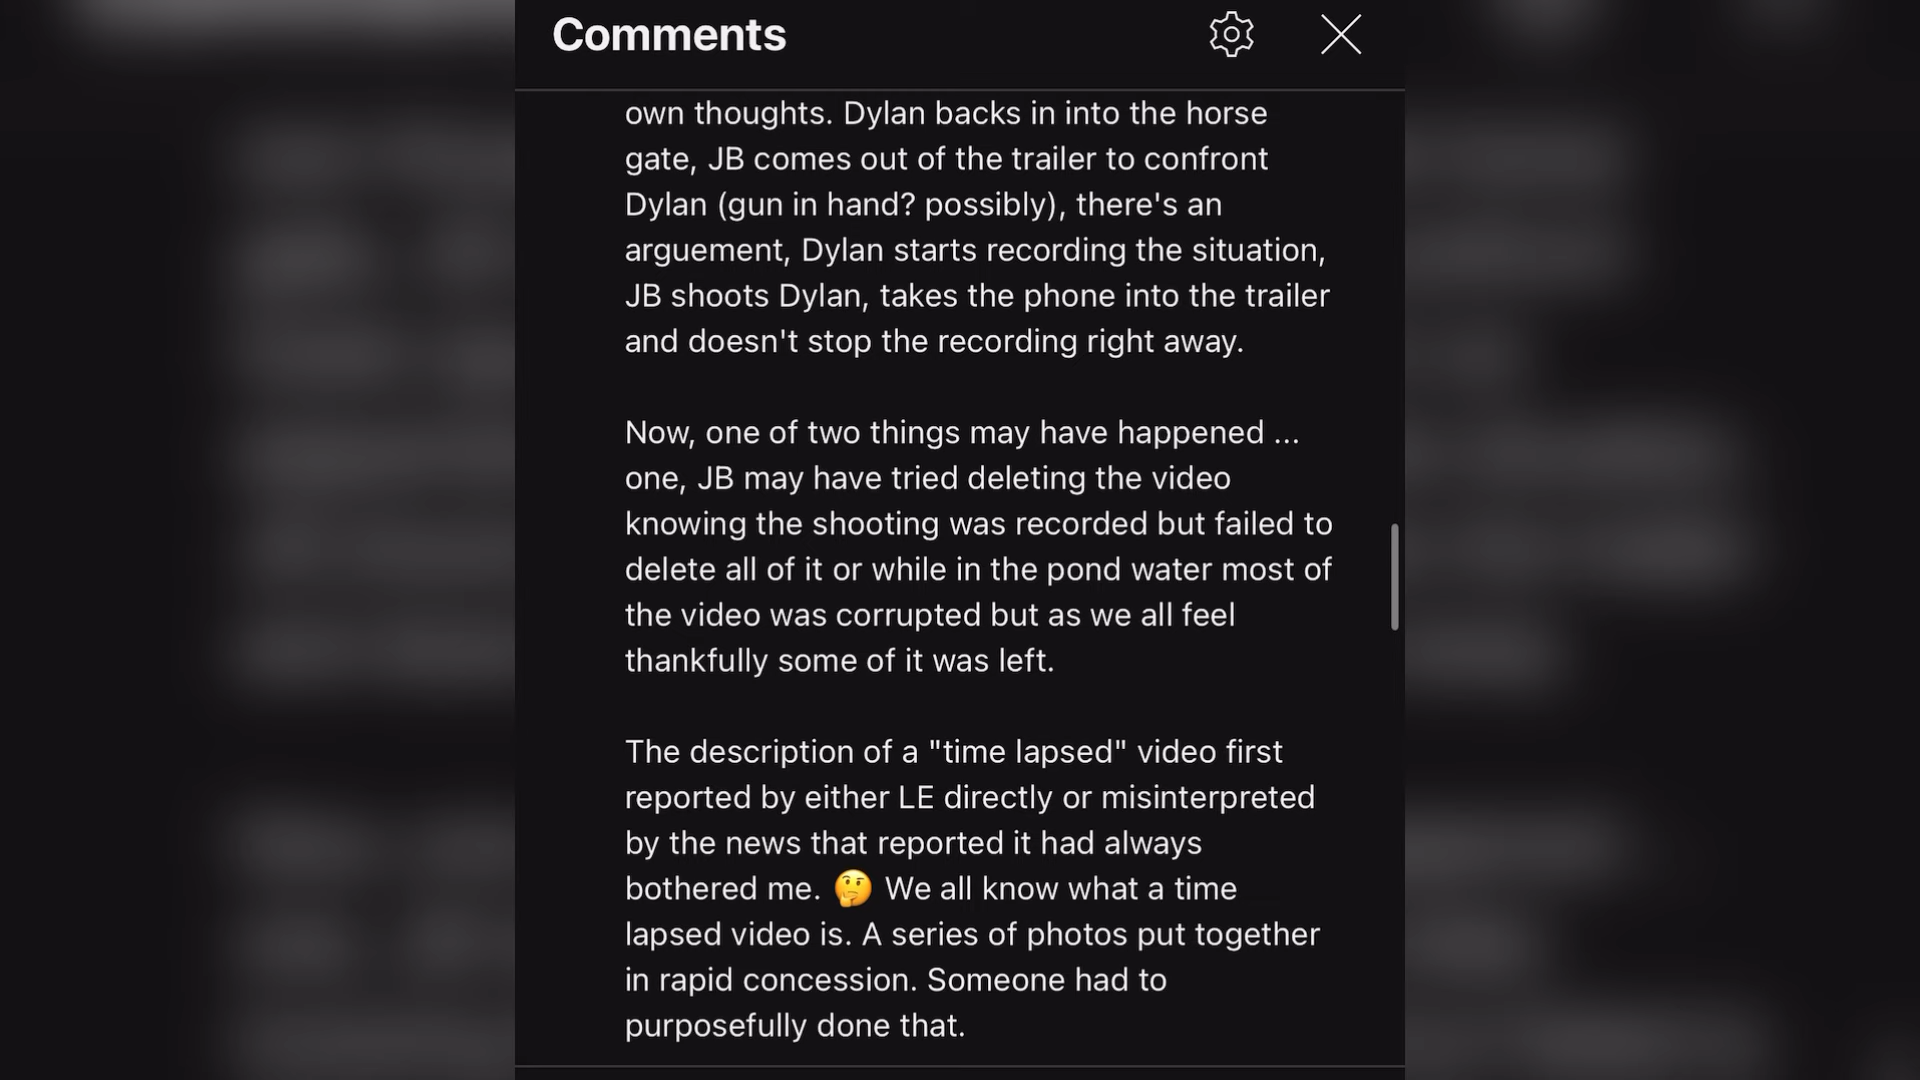 Comments
own thoughts. Dylan backs in into the horse
gate, JB comes out of the trailer to confront
Dylan (gun in hand? possibly), there's an
arguement, Dylan starts recording the situation,
JB shoots Dylan, takes the phone into the trailer
and doesn't stop the recording right away.
Now, one of two things may have happened ...
one, JB may have tried deleting the video
knowing the shooting was recorded but failed to
delete all of it or while in the pond water most of
the video was corrupted but as we all feel
thankfully some of it was left.
The description of a "time lapsed" video first
reported by either LE directly or misinterpreted
by the news that reported it had always
bothered me. 🤔 We all know what a time
lapsed video is. A series of photos put together
in rapid concession. Someone had to
purposefully done that.